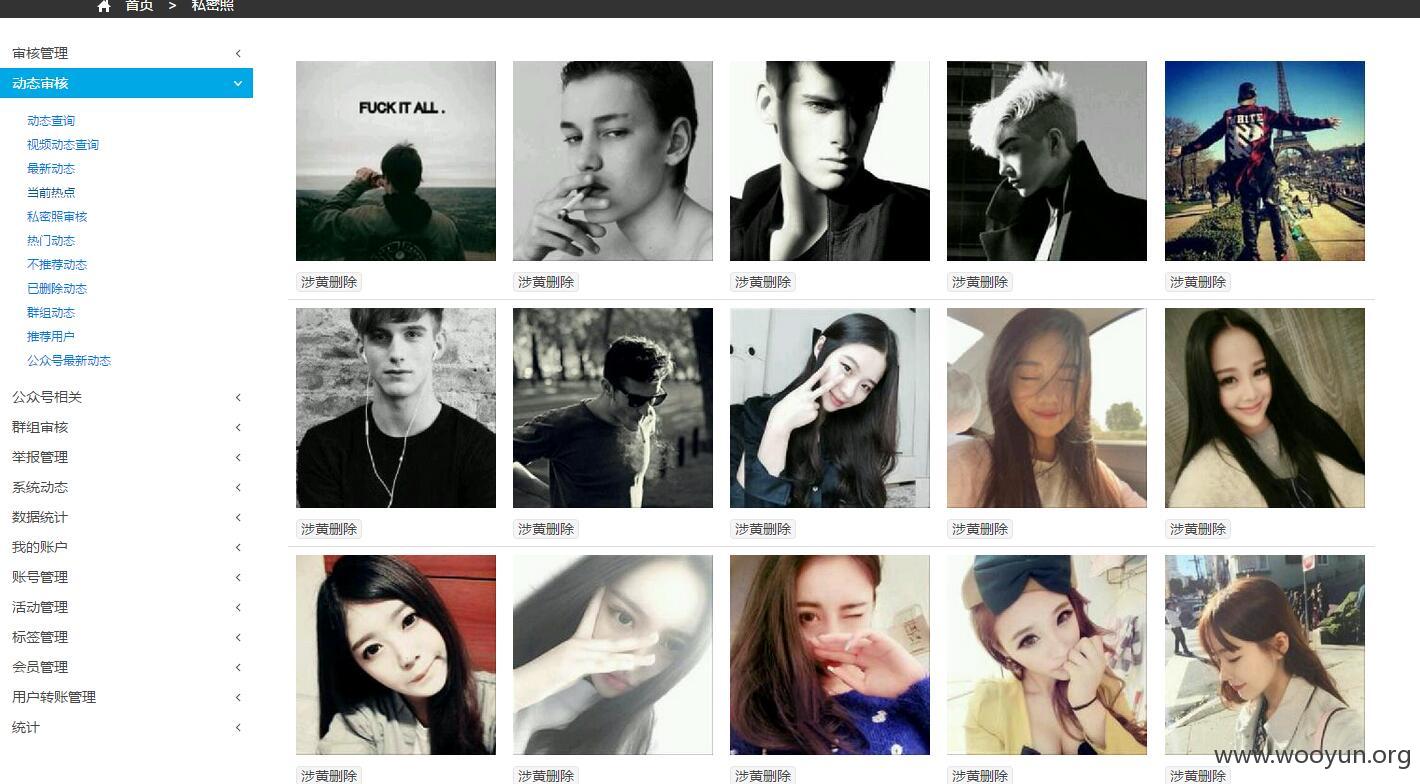 首页 > 私密照
审核管理
动态审核
动态查询
视频动态查询
最新动态
当前热点
私密照审核
热门动态
不推荐动态
已删除动态
群组动态
推荐用户
公众号最新动态
公众号相关
群组审核
举报管理
系统动态
数据统计
我的账户
账号管理
活动管理
标签管理
会员管理
用户转账管理
统计
FUCK IT ALL .
WHITE
涉黄删除 涉黄删除 涉黄删除 涉黄删除 涉黄删除
涉黄删除 涉黄删除 涉黄删除 涉黄删除 涉黄删除
涉黄删除 涉黄删除 涉黄删除 涉黄删除 涉黄删除
www.wooyun.org